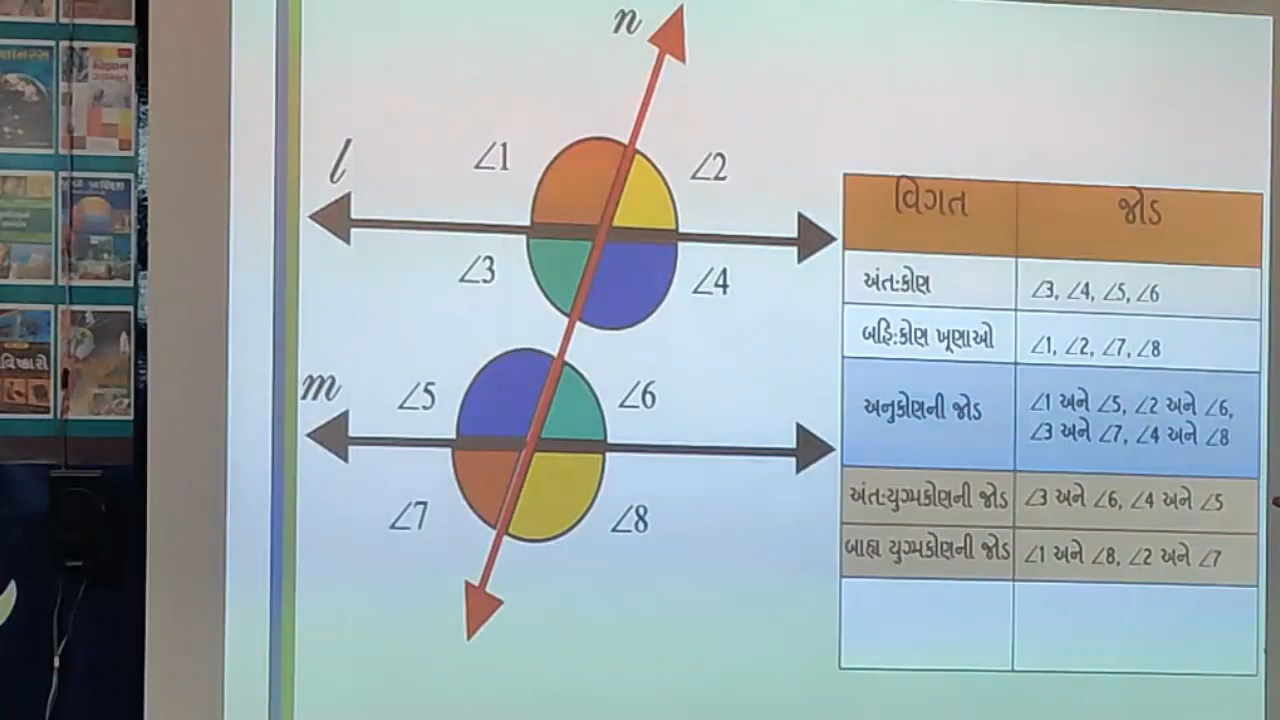 n
l
∠1
∠2
∠3
∠4
m
∠5
∠6
∠7
∠8
વિગત જોડ
અંતઃકોણ ∠3, ∠4, ∠5, ∠6
બહિઃકોણ ખૂણાઓ ∠1, ∠2, ∠7, ∠8
અનુકોણની જોડ ∠1 અને ∠5, ∠2 અને ∠6,
∠3 અને ∠7, ∠4 અને ∠8
અંતઃયુગ્મકોણની જોડ ∠3 અને ∠6, ∠4 અને ∠5
બાહ્ય યુગ્મકોણની જોડ ∠1 અને ∠8, ∠2 અને ∠7